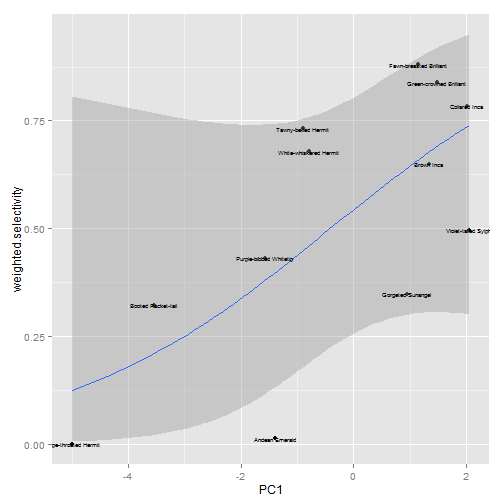 Fawn-breasted Brilliant
Green-crowned Brilliant
Collared Inca
0.75
Tawny-bellied Hermit
White-whiskered Hermit
Brown Inca
weighted.selectivity
0.50
Violet-tailed Sylph
Purple-bibbed Whitetip
Gorgeted Sunangel
Booted Racket-tail
0.25
Andean Emerald
0.00
-throated Hermit
-4
-2
0
2
PC1